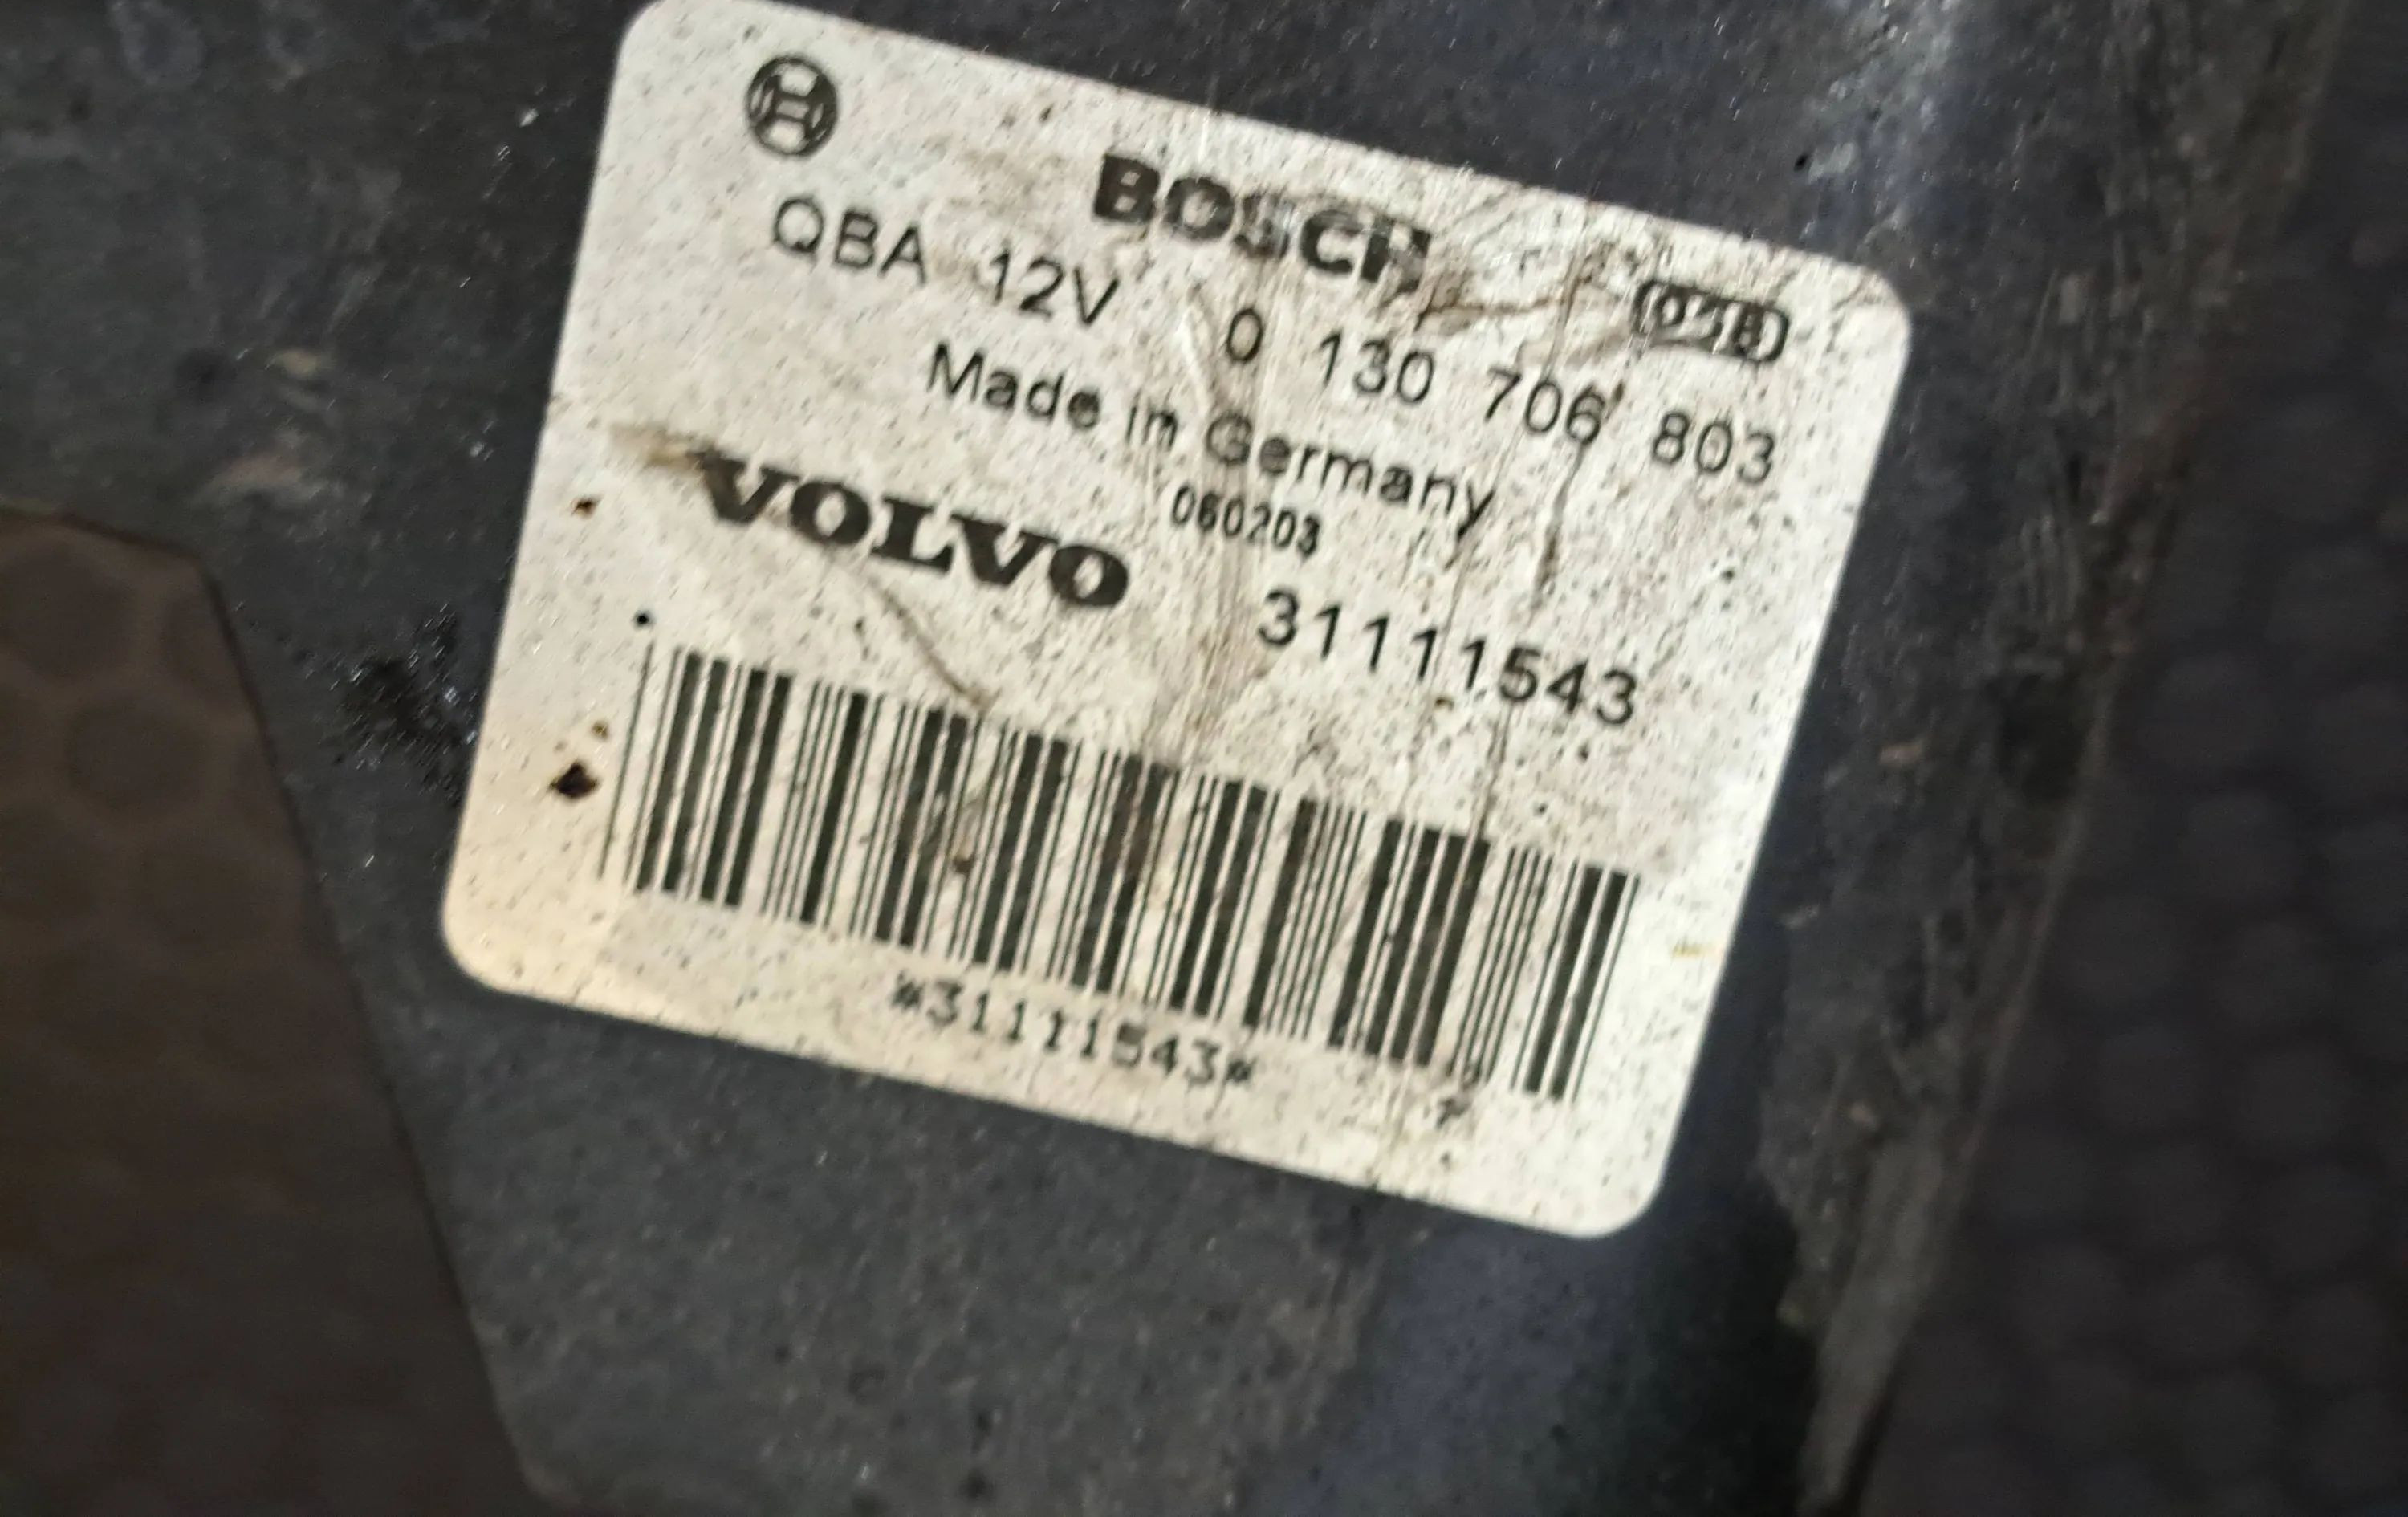 BOSCH
QBA 12V 0 130 706 803
Made in Germany
060203
VOLVO 31111543
*31111543*